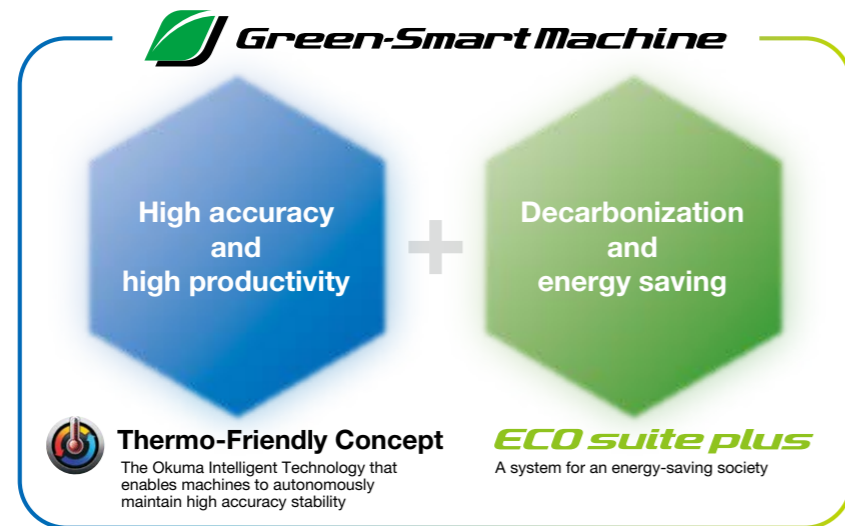 Green-Smart Machine
High accuracy
and
high productivity
+
Decarbonization
and
energy saving
Thermo-Friendly Concept
The Okuma Intelligent Technology that
enables machines to autonomously
maintain high accuracy stability
ECO suite plus
A system for an energy-saving society